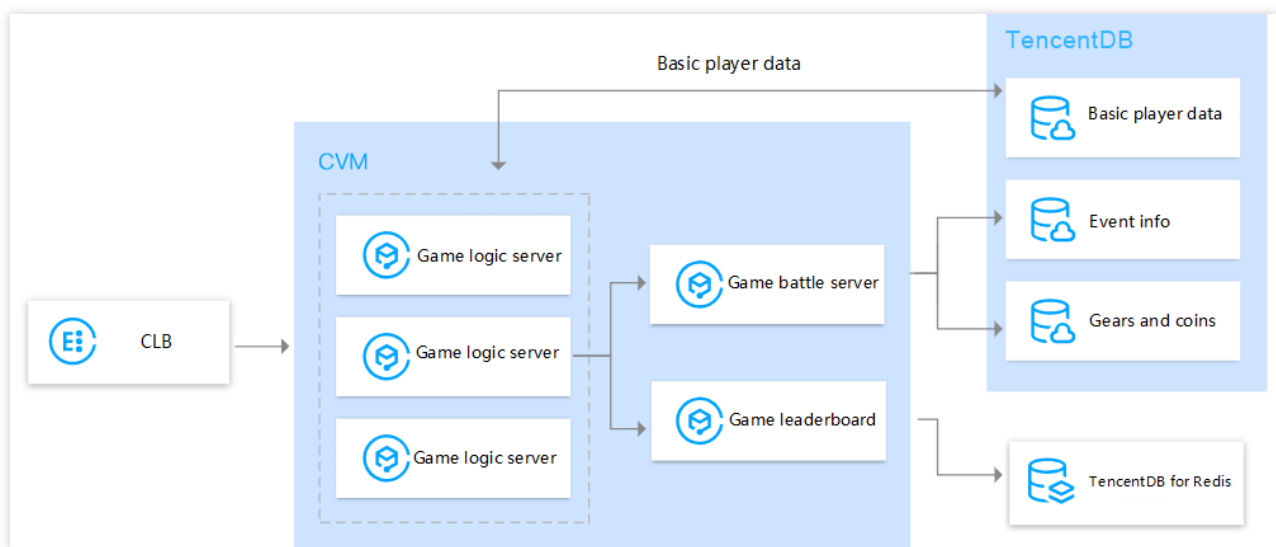 TencentDB
Basic player data
Basic player data
CVM
Event info
Game logic server
Game battle server
Gears and coins
CLB
Game logic server
Game leaderboard
Game logic server
TencentDB for Redis